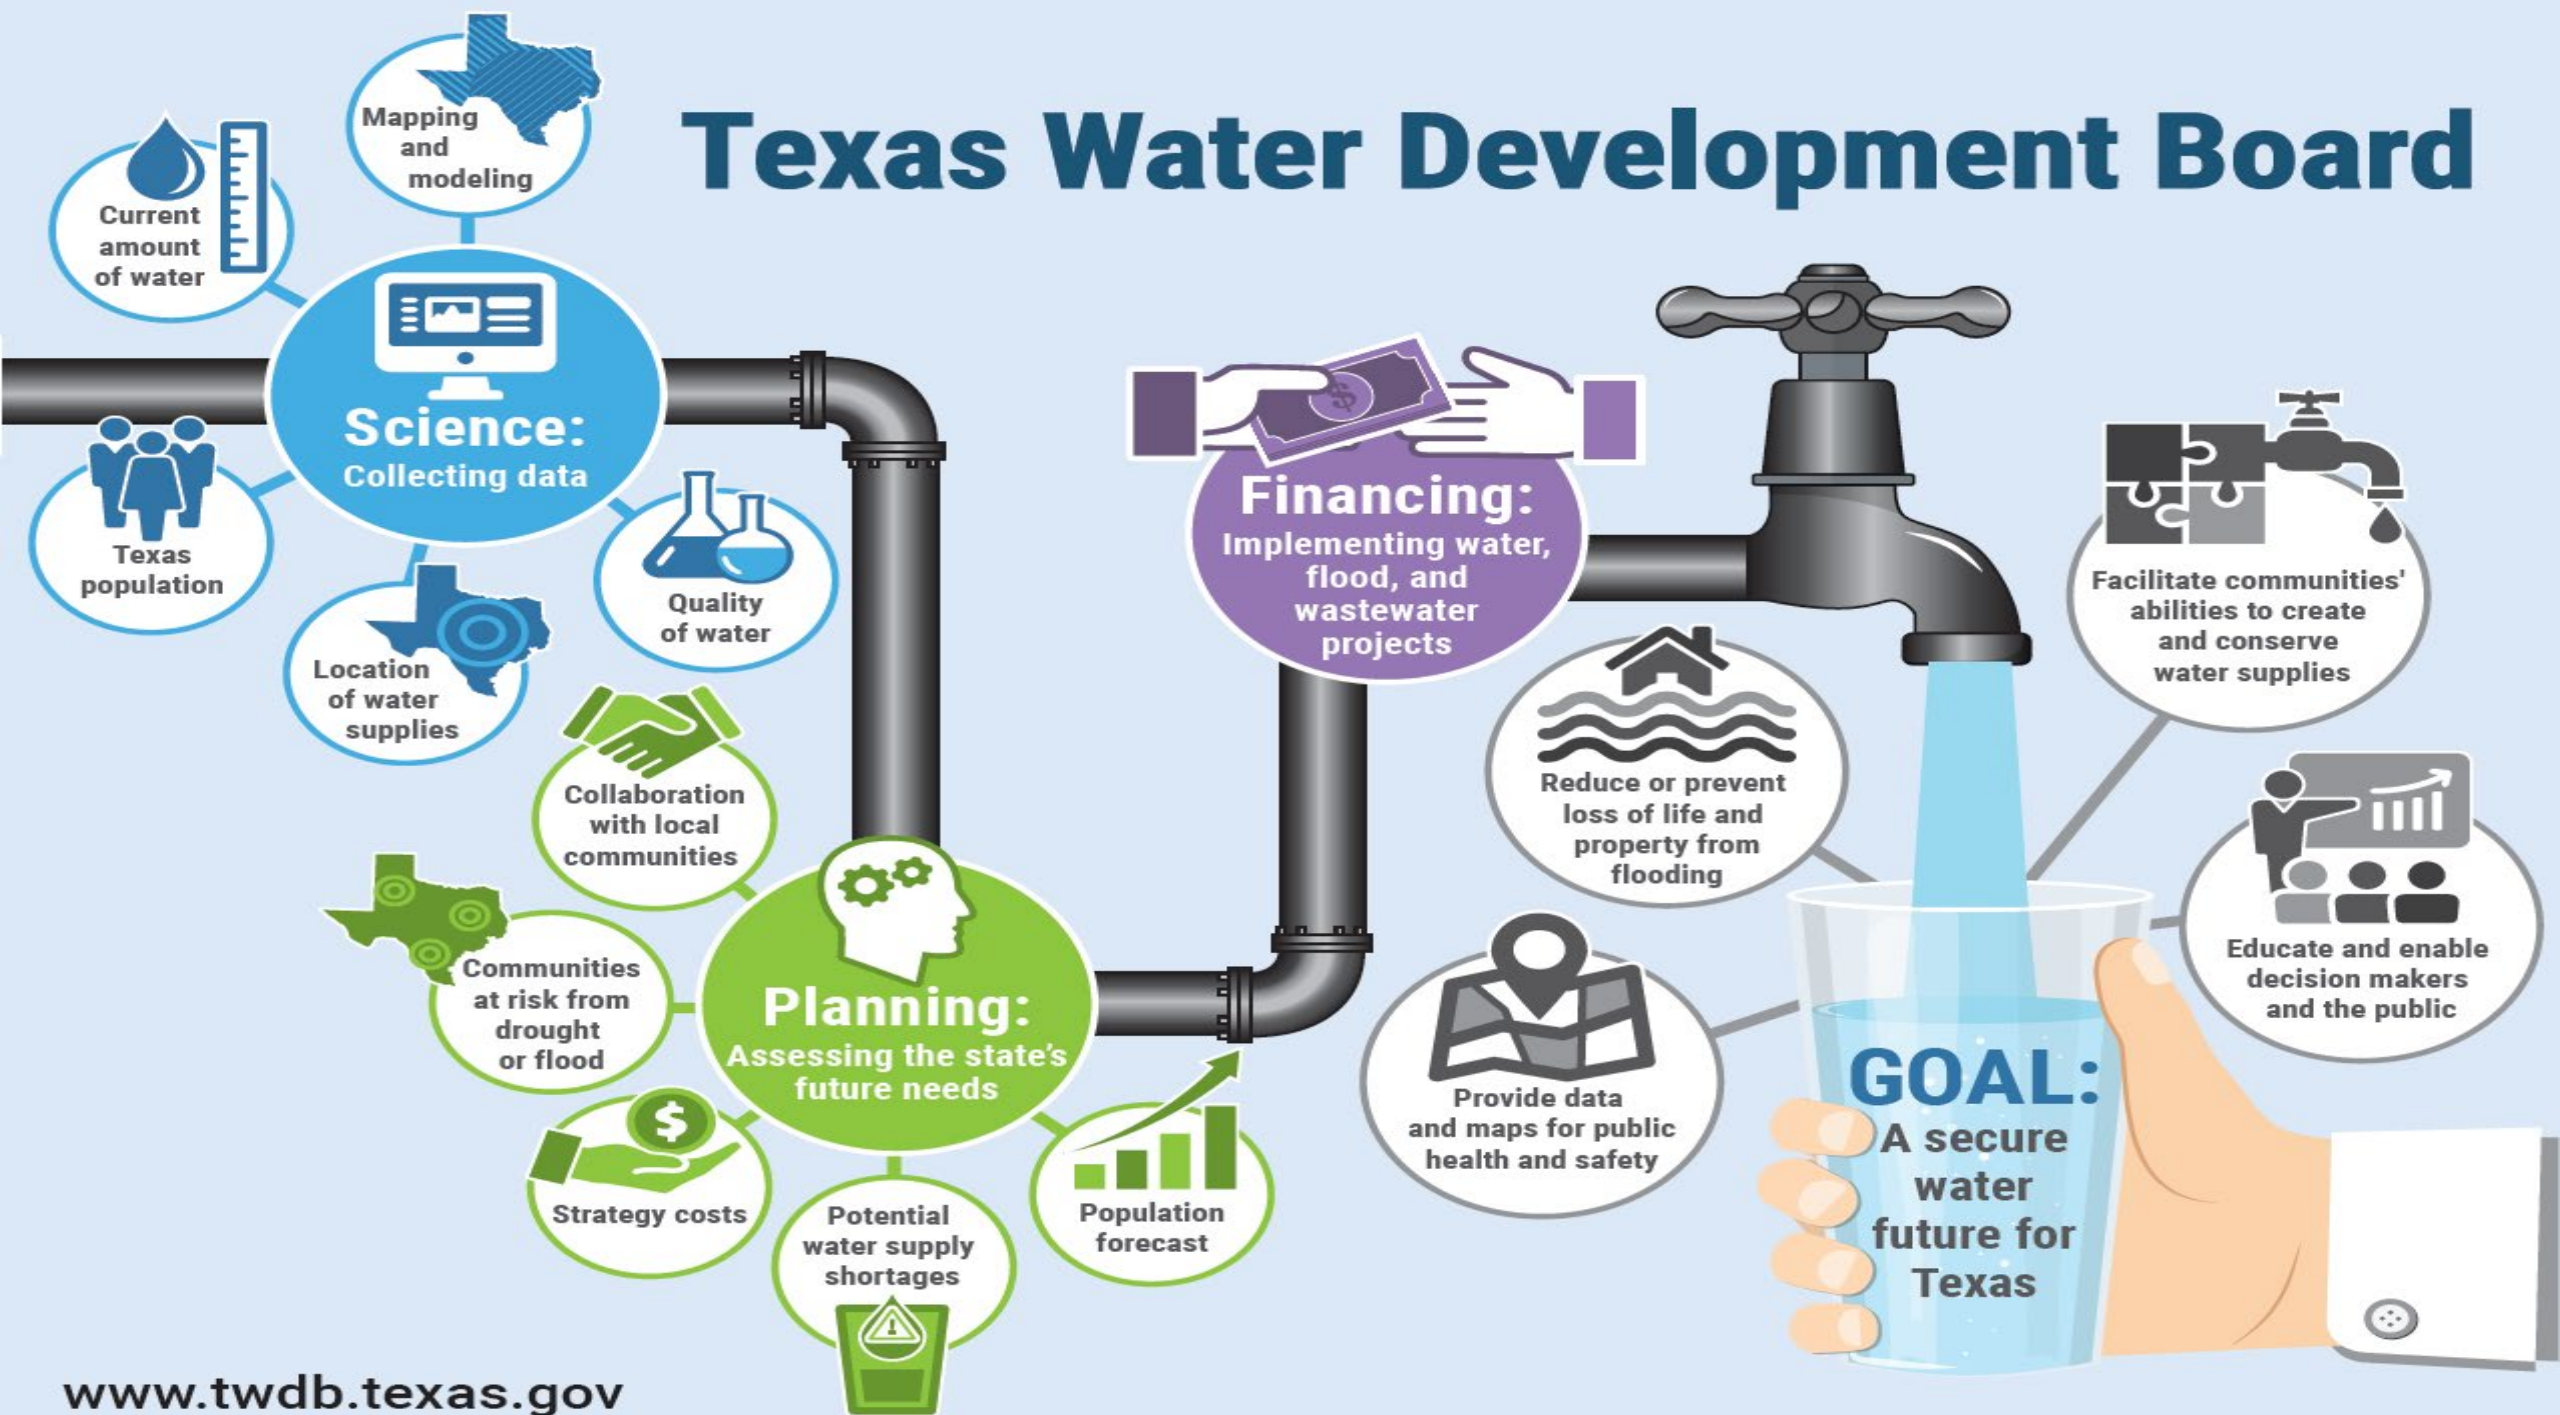 Texas Water Development Board
Mapping
and
modeling
Current
amount
of water
Science:
Collecting data
Texas
population
Location
of water
supplies
Quality
of water
Collaboration
with local
communities
Communities
at risk from
drought
or flood
Planning:
Assessing the state's
future needs
$
Strategy costs
Potential
water supply
shortages
!
Population
forecast
$
Financing:
Implementing water,
flood, and
wastewater
projects
Reduce or prevent
loss of life and
property from
flooding
Provide data
and maps for public
health and safety
Facilitate communities'
abilities to create
and conserve
water supplies
Educate and enable
decision makers
and the public
GOAL:
A secure
water
future for
Texas
www.twdb.texas.gov